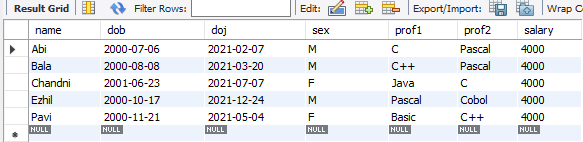 Result Grid Filter Rows: Edit: Export/Import: Wrap Ce
name dob doj sex prof1 prof2 salary
Abi 2000-07-06 2021-02-07 M C Pascal 4000
Bala 2000-08-08 2021-03-20 M C++ Pascal 4000
Chandni 2001-06-23 2021-07-07 F Java C 4000
Ezhil 2000-10-17 2021-12-24 M Pascal Cobol 4000
Pavi 2000-11-21 2021-05-04 F Basic C++ 4000
NULL NULL NULL NULL NULL NULL NULL